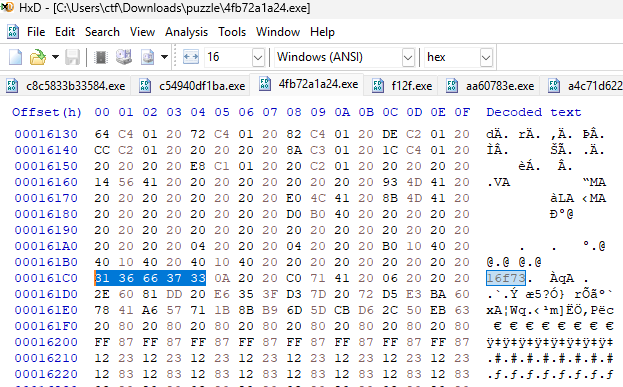 HxD - [C:\Users\ctf\Downloads\puzzle\4fb72a1a24.exe]
File Edit Search View Analysis Tools Window Help
16 Windows (ANSI) hex
c8c5833b33584.exe c54940df1ba.exe 4fb72a1a24.exe f12f.exe aa60783e.exe a4c71d622
Offset(h) 00 01 02 03 04 05 06 07 08 09 0A 0B 0C 0D 0E 0F Decoded text
00016130 64 C4 01 20 72 C4 01 20 82 C4 01 20 DE C2 01 20 dÄ. rÄ. ‚Ä. ÞÂ.
00016140 CC C2 01 20 20 20 20 20 8A C3 01 20 1C C4 01 20 ÌÂ.     ŠÃ. .Ä.
00016150 20 20 20 20 E8 C1 01 20 20 C2 01 20 20 20 20 20     èÁ.  Â.
00016160 14 56 41 20 20 20 20 20 20 20 20 20 93 4D 41 20 .VA         “MA
00016170 20 20 20 20 20 20 20 20 E0 4C 41 20 8B 4D 41 20         àLA ‹MA
00016180 20 20 20 20 20 20 20 20 D0 B0 40 20 20 20 20 20         Ð°@
00016190 20 20 20 20 20 20 20 20 20 20 20 20 20 20 20 20
000161A0 20 20 20 20 04 20 20 20 04 20 20 20 B0 10 40 20     .   .   °.@
000161B0 40 10 40 20 40 10 40 20 20 20 20 20 20 20 20 20 @.@ @.@
000161C0 31 36 66 37 33 0A 20 20 C0 71 41 20 06 20 20 20 16f73.  ÀqA .
000161D0 2E 60 81 DD 20 E6 35 3F D3 7D 20 72 D5 E3 BA 60 .`.Ý æ5?Ó} rÕãº`
000161E0 78 41 A6 57 71 1B 8B B9 6D 5D CB D6 2C 50 EB 63 xA¦Wq.‹¹m]ËÖ,Pëc
000161F0 20 80 20 80 20 80 20 80 20 80 20 80 20 80 20 80  € € € € € € € €
00016200 FF 87 FF 87 FF 87 FF 87 FF 87 FF 87 FF 87 FF 87 ÿ‡ÿ‡ÿ‡ÿ‡ÿ‡ÿ‡ÿ‡ÿ‡
00016210 12 23 12 23 12 23 12 23 12 23 12 23 12 23 12 23 .#.#.#.#.#.#.#.#
00016220 12 83 12 83 12 83 12 83 12 83 12 83 12 83 12 83 .ƒ.ƒ.ƒ.ƒ.ƒ.ƒ.ƒ.ƒ